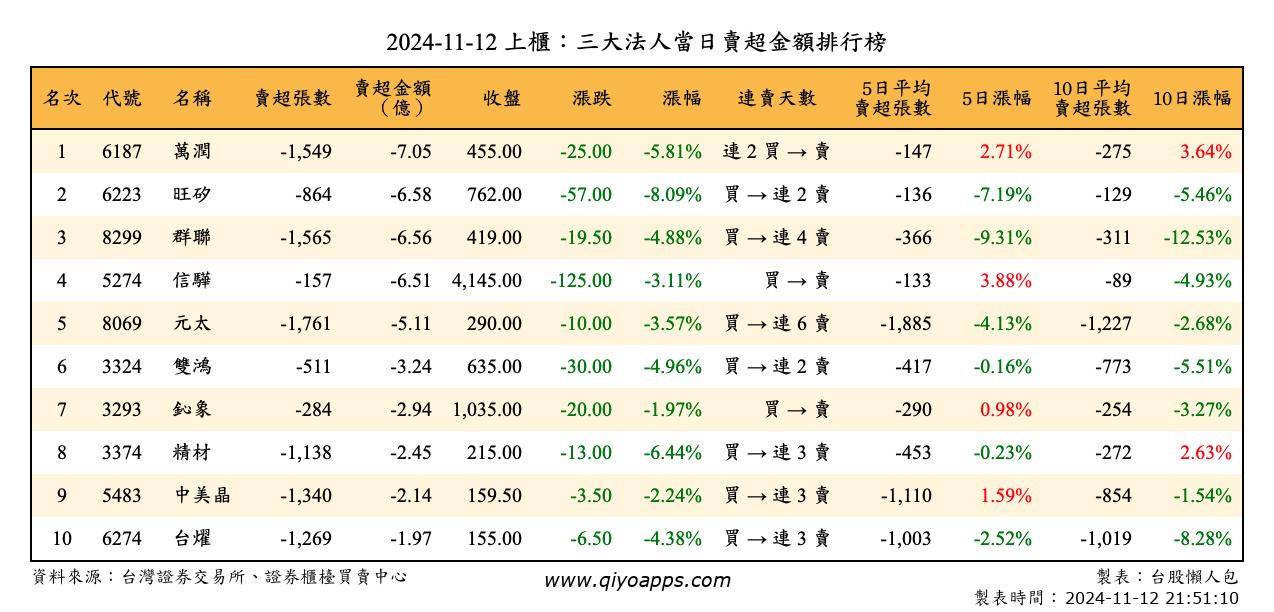 2024-11-12 上櫃：三大法人當日賣超金額排行榜
名次 代號 名稱 賣超張數 賣超金額（億） 收盤 漲跌 漲幅 連賣天數 5日平均賣超張數 5日漲幅 10日平均賣超張數 10日漲幅
1 6187 萬潤 -1,549 -7.05 455.00 -25.00 -5.81% 連 2 買 → 賣 -147 2.71% -275 3.64%
2 6223 旺矽 -864 -6.58 762.00 -57.00 -8.09% 買 → 連 2 賣 -136 -7.19% -129 -5.46%
3 8299 群聯 -1,565 -6.56 419.00 -19.50 -4.88% 買 → 連 4 賣 -366 -9.31% -311 -12.53%
4 5274 信驊 -157 -6.51 4,145.00 -125.00 -3.11% 買 → 賣 -133 3.88% -89 -4.93%
5 8069 元太 -1,761 -5.11 290.00 -10.00 -3.57% 買 → 連 6 賣 -1,885 -4.13% -1,227 -2.68%
6 3324 雙鴻 -511 -3.24 635.00 -30.00 -4.96% 買 → 連 2 賣 -417 -0.16% -773 -5.51%
7 3293 鈊象 -284 -2.94 1,035.00 -20.00 -1.97% 買 → 賣 -290 0.98% -254 -3.27%
8 3374 精材 -1,138 -2.45 215.00 -13.00 -6.44% 買 → 連 3 賣 -453 -0.23% -272 2.63%
9 5483 中美晶 -1,340 -2.14 159.50 -3.50 -2.24% 買 → 連 3 賣 -1,110 1.59% -854 -1.54%
10 6274 台燿 -1,269 -1.97 155.00 -6.50 -4.38% 買 → 連 3 賣 -1,003 -2.52% -1,019 -8.28%
資料來源：台灣證券交易所、證券櫃檯買賣中心 www.qiyoapps.com 製表：台股懶人包
製表時間：2024-11-12 21:51:10